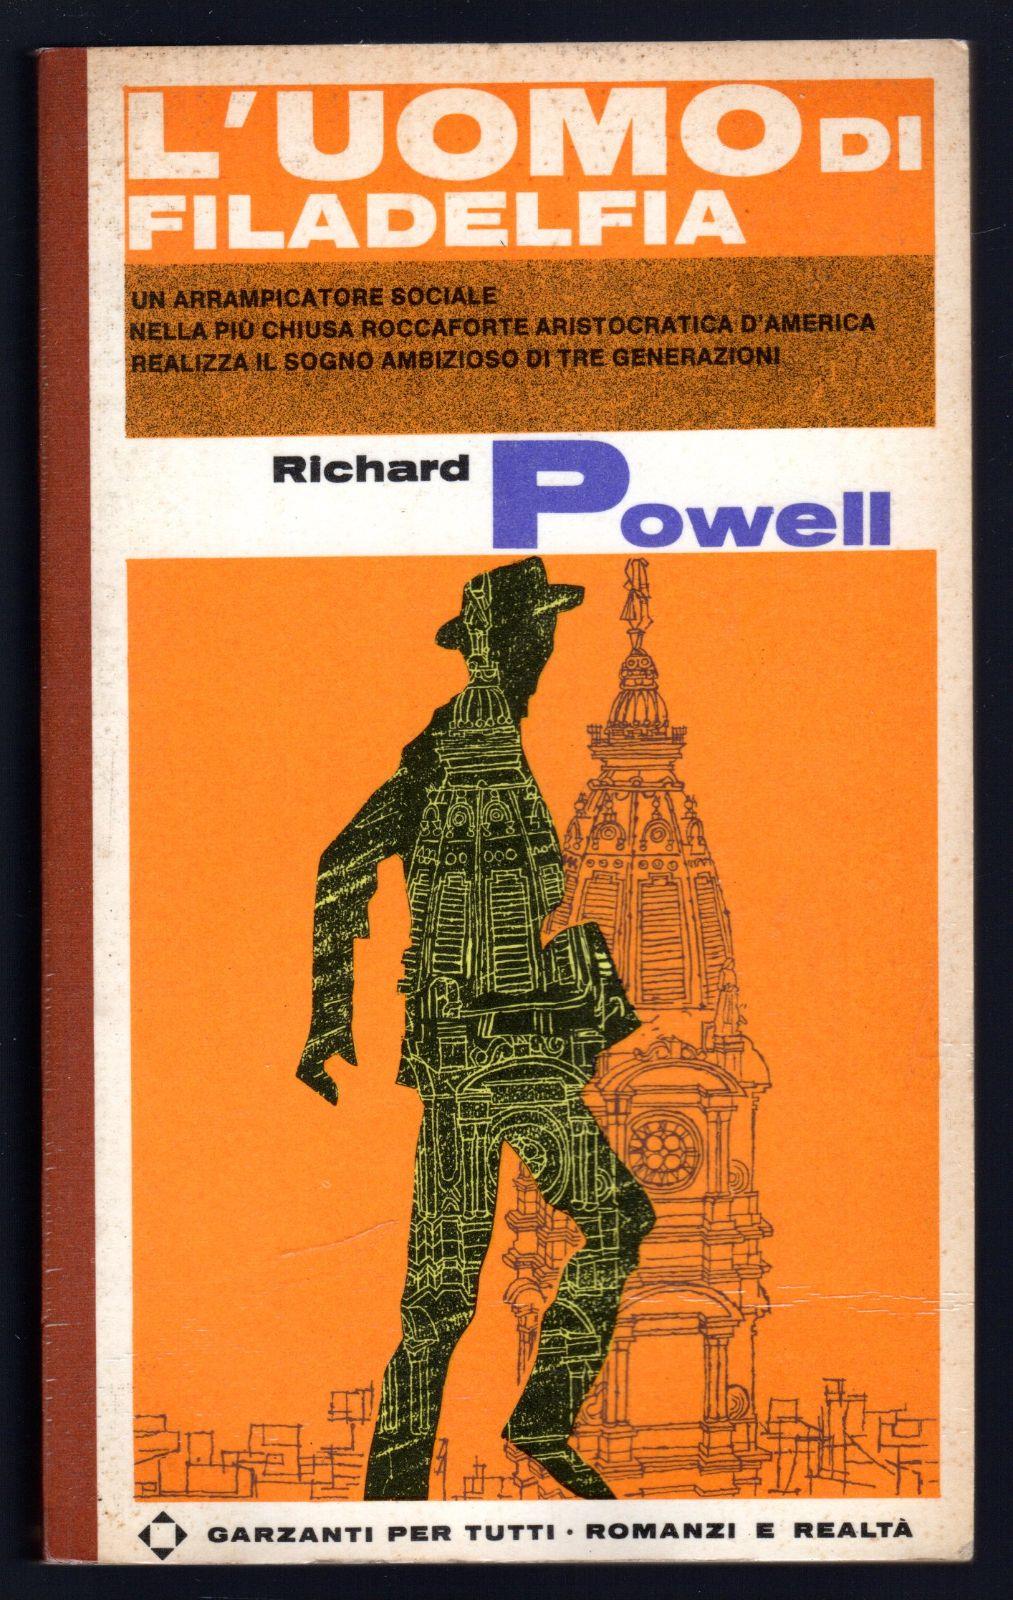 L'UOMO DI
FILADELFIA
UN ARRAMPICATORE SOCIALE
NELLA PIÙ CHIUSA ROCCAFORTE ARISTOCRATICA D'AMERICA
REALIZZA IL SOGNO AMBIZIOSO DI TRE GENERAZIONI
Richard Powell
GARZANTI PER TUTTI · ROMANZI E REALTÀ